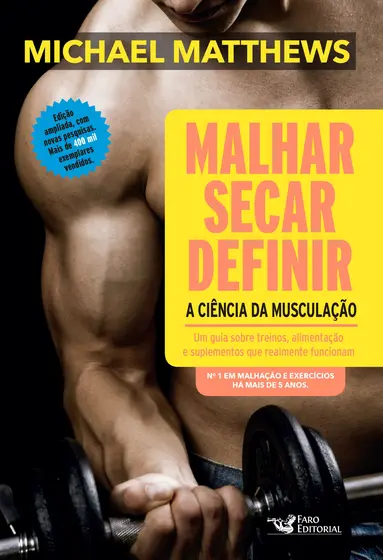 MICHAEL MATTHEWS
Edição
ampliada, com
novas pesquisas.
Mais de 400 mil
exemplares
vendidos.
MALHAR
SECAR
DEFINIR
A CIÊNCIA DA MUSCULAÇÃO
Um guia sobre treinos, alimentação
e suplementos que realmente funcionam
Nº 1 EM MALHAÇÃO E EXERCÍCIOS
HÁ MAIS DE 5 ANOS.
FARO
EDITORIAL